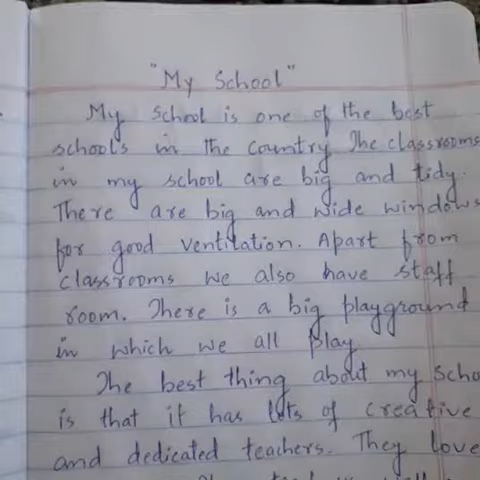 "My School"
My School is one of the best
schools in the country The classrooms
in my school are big and tidy.
There are big and wide windows
for good ventilation. Apart from
classrooms we also have staff
room. There is a big playground
in which we all play
The best thing about my Scho
is that it has lots of creative
and dedicated teachers. They love